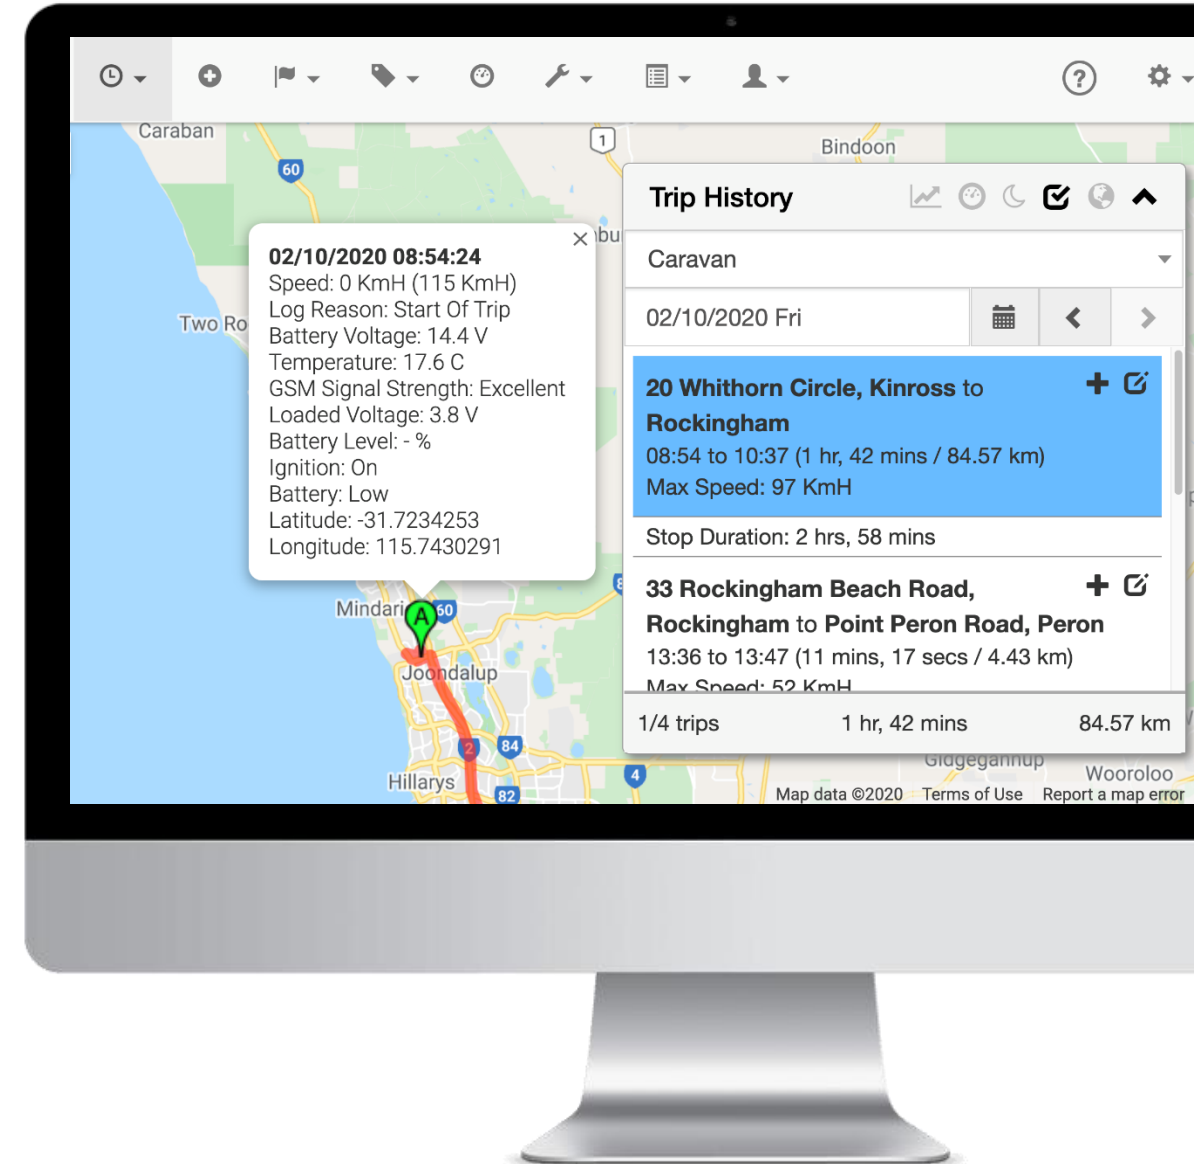 Caraban
60
1
Bindoon
Trip History
Caravan
02/10/2020 Fri
02/10/2020 08:54:24
Speed: 0 KmH (115 KmH)
Log Reason: Start Of Trip
Battery Voltage: 14.4 V
Temperature: 17.6 C
GSM Signal Strength: Excellent
Loaded Voltage: 3.8 V
Battery Level: - %
Ignition: On
Battery: Low
Latitude: -31.7234253
Longitude: 115.7430291
Two Ro
20 Whithorn Circle, Kinross to
Rockingham
08:54 to 10:37 (1 hr, 42 mins / 84.57 km)
Max Speed: 97 KmH
Stop Duration: 2 hrs, 58 mins
33 Rockingham Beach Road,
Rockingham to Point Peron Road, Peron
13:36 to 13:47 (11 mins, 17 secs / 4.43 km)
Max Speed: 52 KmH
1/4 trips 1 hr, 42 mins 84.57 km
Mindari
A
60
Joondalup
2
84
Hillarys
82
4
Gidgegannup
Wooroloo
Map data ©2020 Terms of Use Report a map error